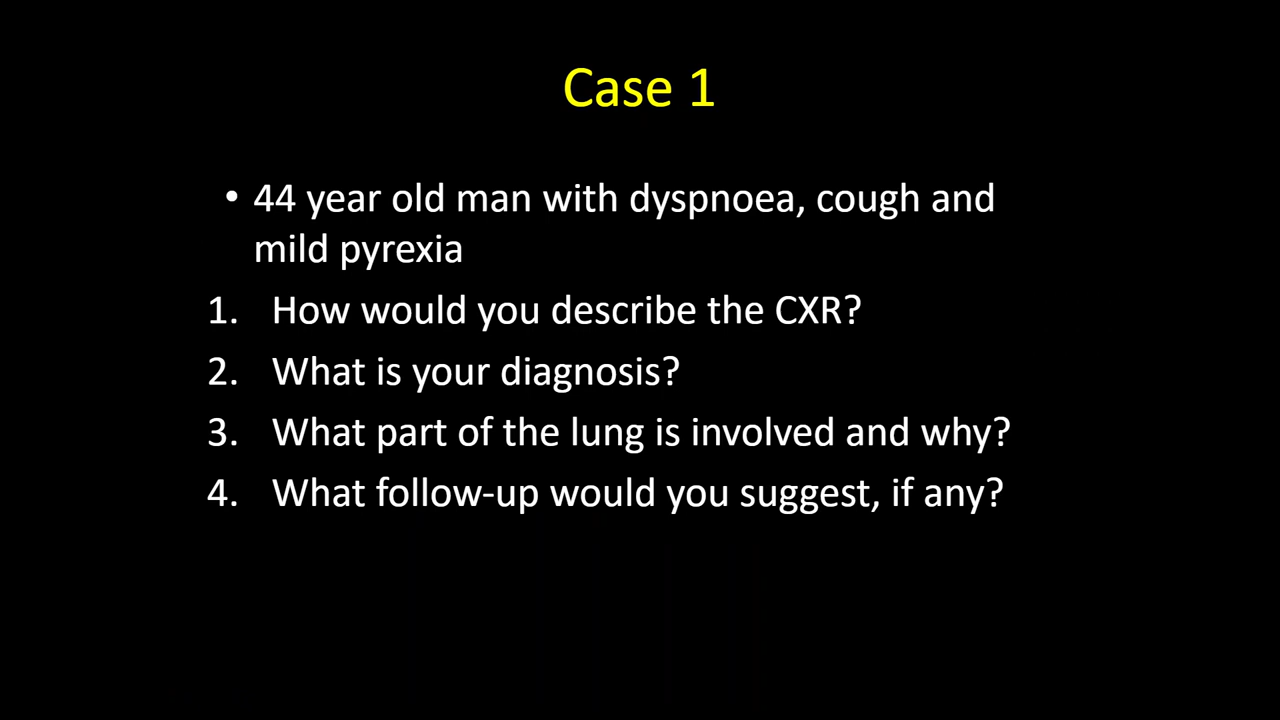 Case 1
• 44 year old man with dyspnoea, cough and
mild pyrexia
1. How would you describe the CXR?
2. What is your diagnosis?
3. What part of the lung is involved and why?
4. What follow-up would you suggest, if any?